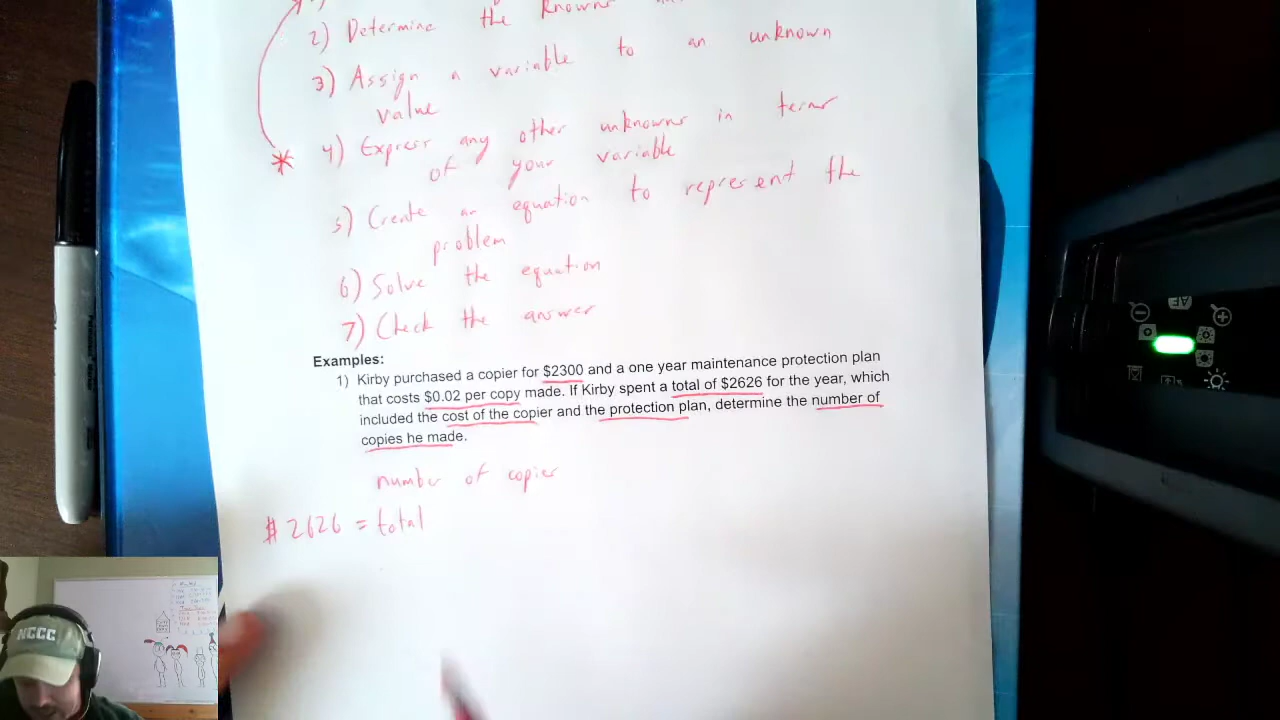 2) Determine the knowns
3) Assign a variable to an unknown
value
* 4) Express any other unknowns in terms
of your variable
5) Create an equation to represent the
problem
6) Solve the equation
7) Check the answer
Examples:
1) Kirby purchased a copier for $2300 and a one year maintenance protection plan
that costs $0.02 per copy made. If Kirby spent a total of $2626 for the year, which
included the cost of the copier and the protection plan, determine the number of
copies he made.
number of copies
$2626 = total
NCCC
AF